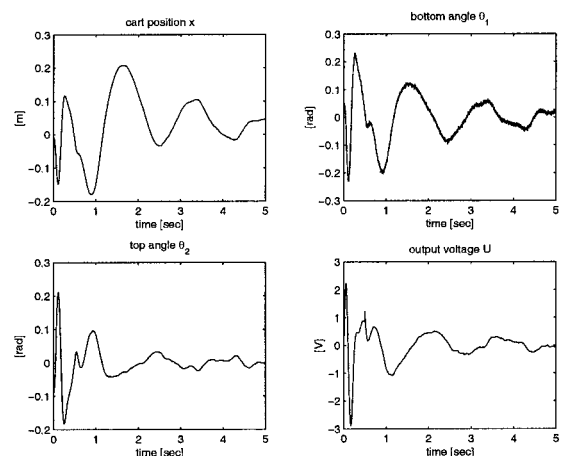 cart position x
0.3
0.2
0.1
0
−0.1
−0.2
[m]
0 1 2 3 4 5
time [sec]
bottom angle θ1
0.3
0.2
0.1
0
−0.1
−0.2
−0.3
[rad]
0 1 2 3 4 5
time [sec]
top angle θ2
0.3
0.2
0.1
0
−0.1
−0.2
[rad]
0 1 2 3 4 5
time [sec]
output voltage U
3
2
1
0
−1
−2
−3
[V]
0 1 2 3 4 5
time [sec]